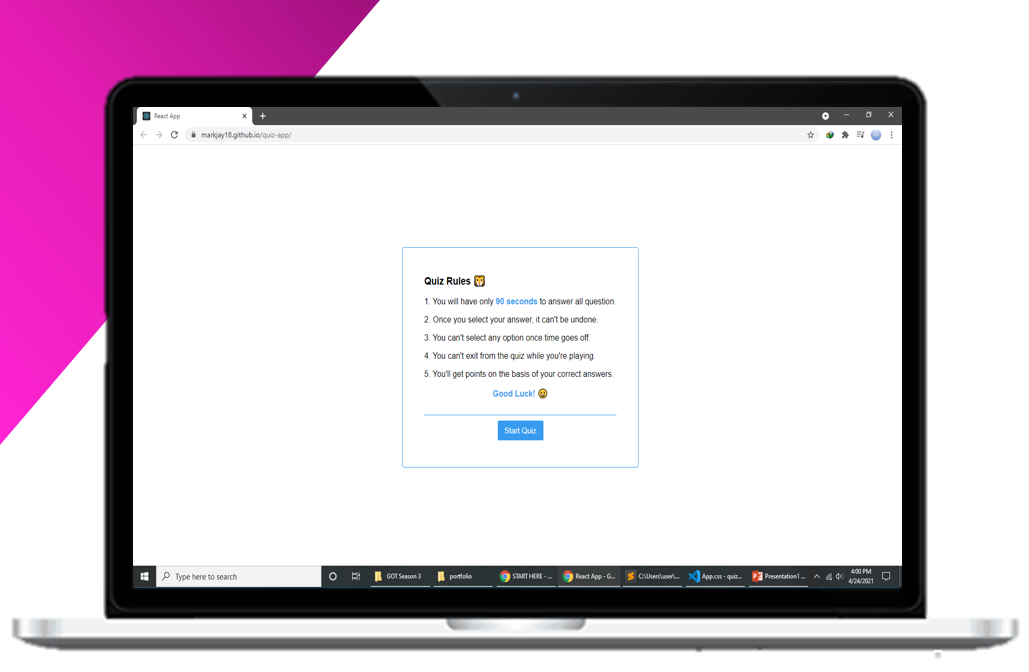 React App
markjay18.github.io/quiz-app/
Quiz Rules
1. You will have only 90 seconds to answer all question.
2. Once you select your answer, it can't be undone.
3. You can't select any option once time goes off.
4. You can't exit from the quiz while you're playing.
5. You'll get points on the basis of your correct answers.
Good Luck!
Start Quiz
Type here to search
GOT Season 3
portfolio
START HERE - ...
React App - G...
C:\Users\user\...
App.css - quiz...
Presentation1 ...
4:00 PM
4/24/2021